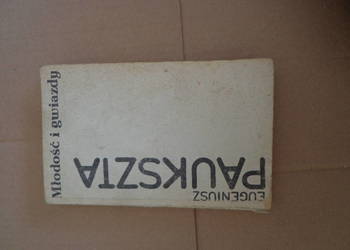 EUGENIUSZ
PAUKSZTA
Młodość i gwiazdy